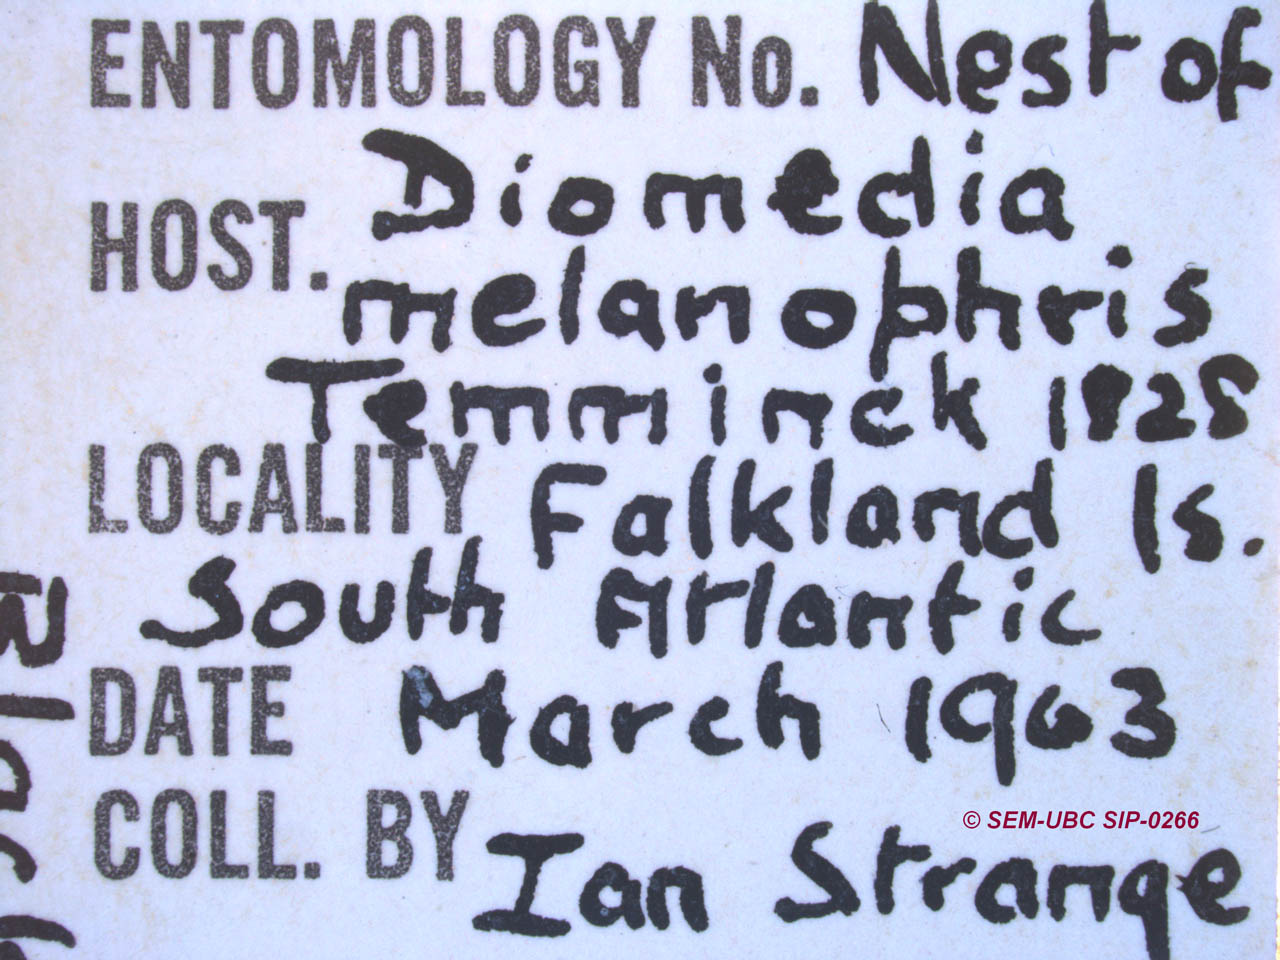 ENTOMOLOGY No. Nest of
HOST. Diomedia
melanophris
Temminck 1828
LOCALITY Falkland Is.
South Atlantic
DATE March 1963
COLL. BY Ian Strange
© SEM-UBC SIP-0266